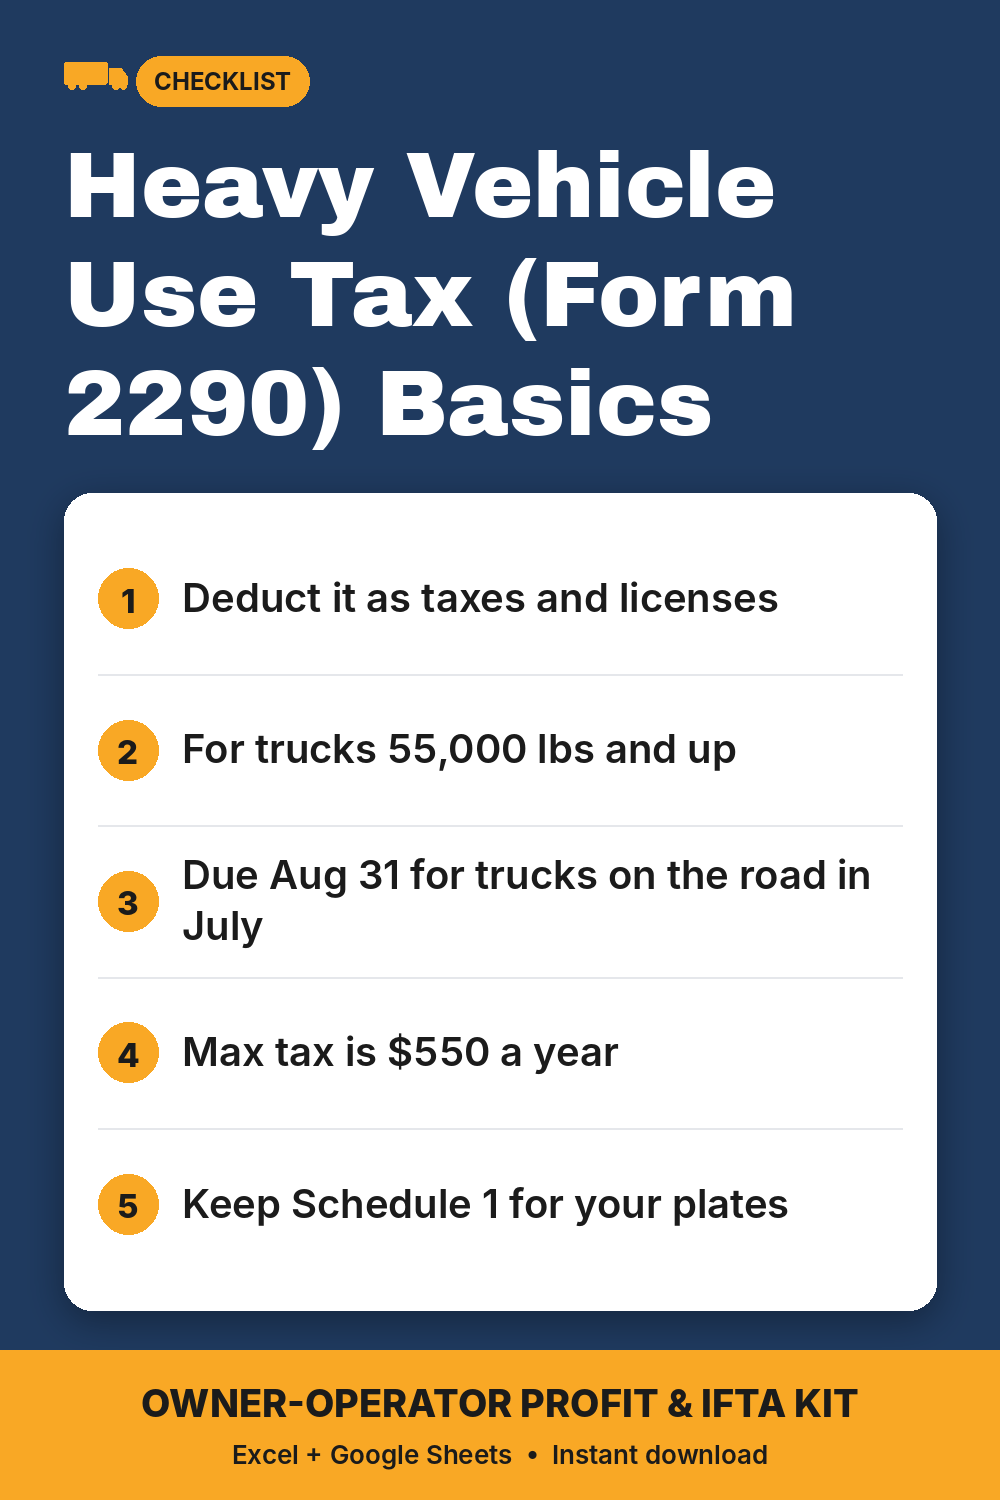 CHECKLIST
Heavy Vehicle
Use Tax (Form
2290) Basics
1 Deduct it as taxes and licenses
2 For trucks 55,000 lbs and up
3 Due Aug 31 for trucks on the road in
July
4 Max tax is $550 a year
5 Keep Schedule 1 for your plates
OWNER-OPERATOR PROFIT & IFTA KIT
Excel + Google Sheets • Instant download